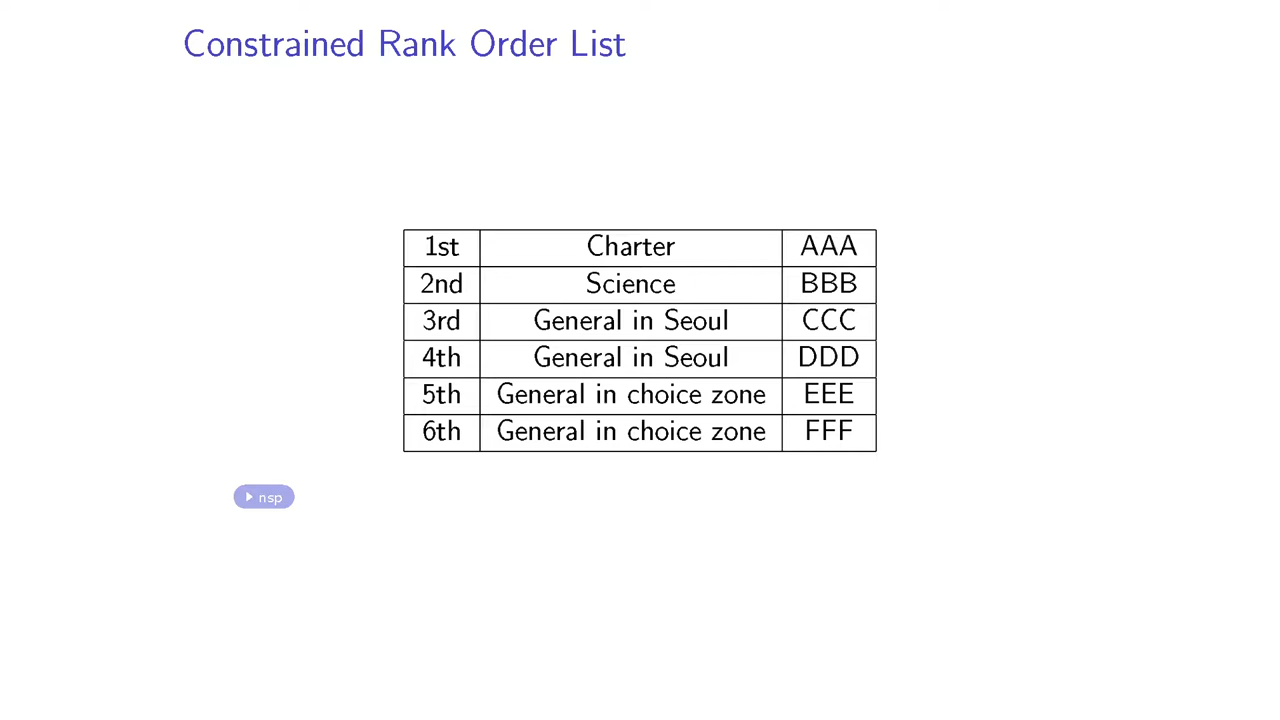 Constrained Rank Order List
1st Charter AAA
2nd Science BBB
3rd General in Seoul CCC
4th General in Seoul DDD
5th General in choice zone EEE
6th General in choice zone FFF
nsp